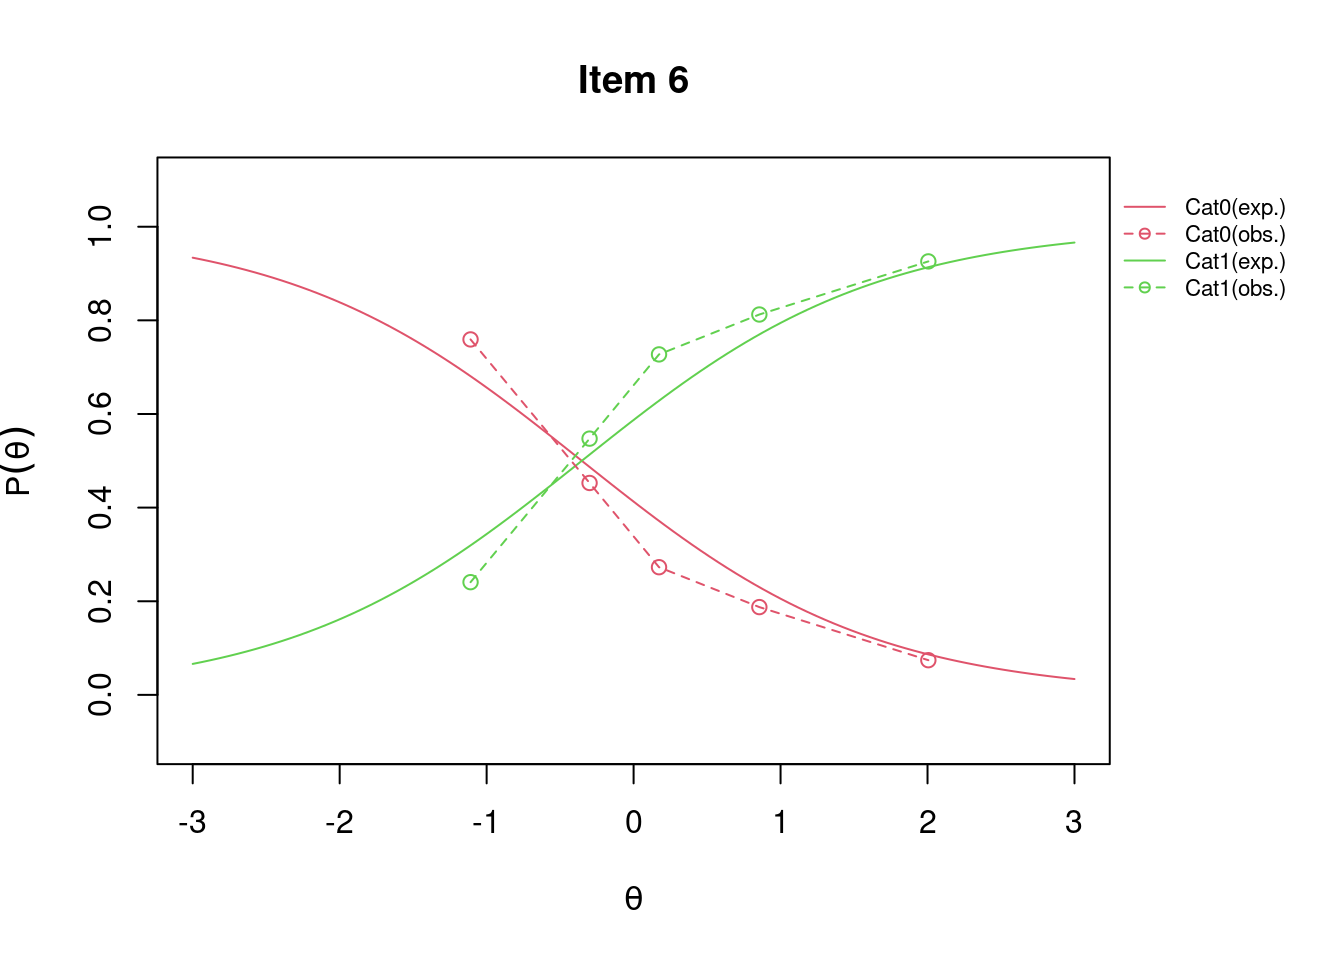 Item 6
P(θ)
1.0
0.8
0.6
0.4
0.2
0.0
-3 -2 -1 0 1 2 3
θ
Cat0(exp.)
Cat0(obs.)
Cat1(exp.)
Cat1(obs.)